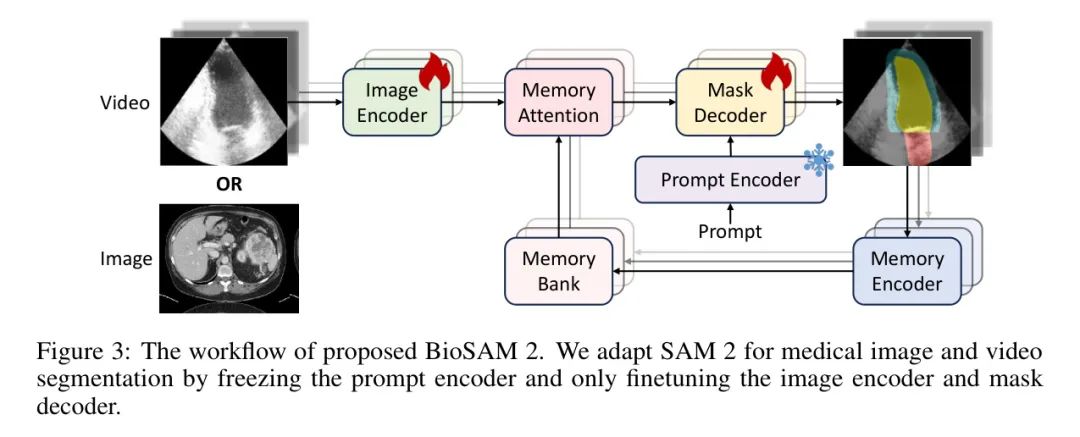 Video
Image
Encoder
Memory
Attention
Mask
Decoder
OR
Prompt Encoder
Prompt
Image
Memory
Bank
Memory
Encoder
Figure 3: The workflow of proposed BioSAM 2. We adapt SAM 2 for medical image and video
segmentation by freezing the prompt encoder and only finetuning the image encoder and mask
decoder.